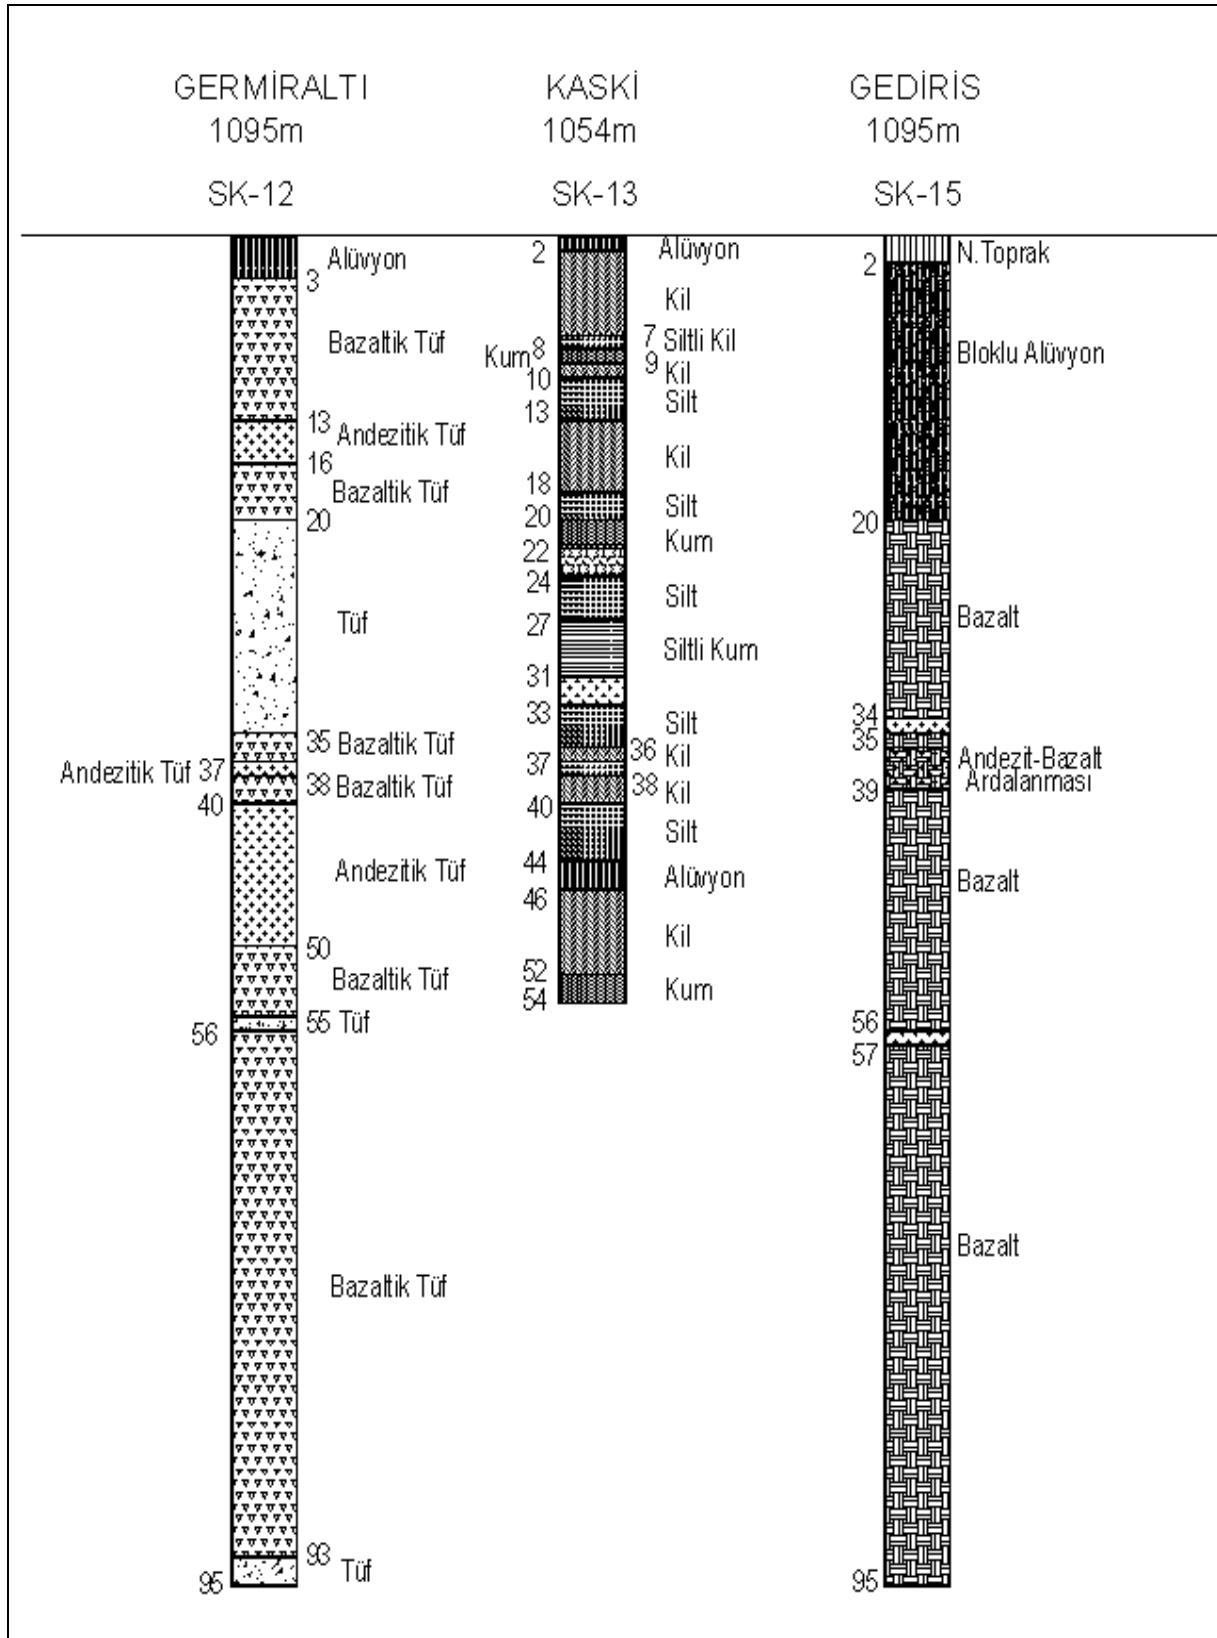 GERMİRALTI
1095m
SK-12
Alüvyon
3
Bazaltik Tüf
13
Andezitik Tüf
16
Bazaltik Tüf
20
Tüf
35 Bazaltik Tüf
Andezitik Tüf 37
38 Bazaltik Tüf
40
Andezitik Tüf
50
Bazaltik Tüf
55 Tüf
56
Bazaltik Tüf
93
Tüf
95
KASKİ
1054m
SK-13
Alüvyon
2
Kil
7 Siltli Kil
Kum 8
9 Kil
10
Silt
13
Kil
18
Silt
20
Kum
22
24
Silt
27
Siltli Kum
31
33
Silt
36 Kil
37
38 Kil
40
Silt
44
Alüvyon
46
Kil
52
Kum
54
GEDİRİS
1095m
SK-15
N.Toprak
2
Bloklu Alüvyon
20
Bazalt
34
35
Andezit-Bazalt
Ardalanması
39
Bazalt
56
57
Bazalt
95